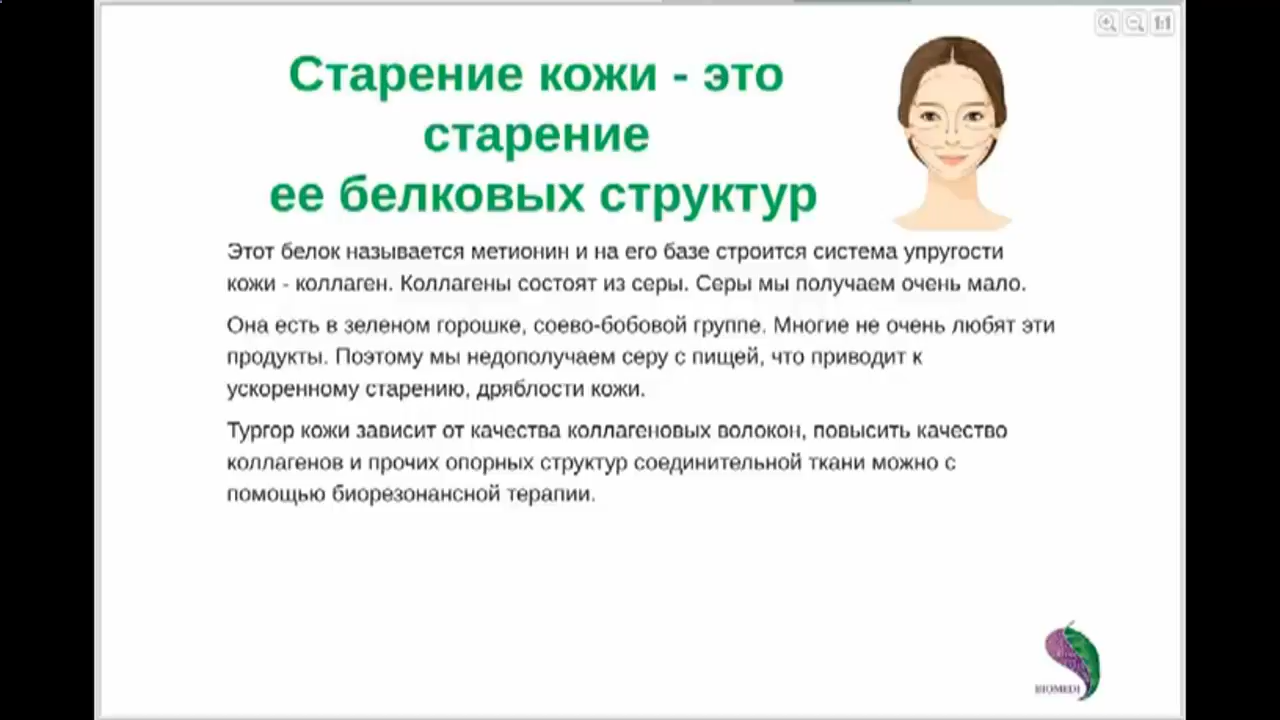 Старение кожи - это
старение
ее белковых структур
Этот белок называется метионин и на его базе строится система упругости
кожи - коллаген. Коллагены состоят из серы. Серы мы получаем очень мало.
Она есть в зеленом горошке, соево-бобовой группе. Многие не очень любят эти
продукты. Поэтому мы недополучаем серу с пищей, что приводит к
ускоренному старению, дряблости кожи.
Тургор кожи зависит от качества коллагеновых волокон, повысить качество
коллагенов и прочих опорных структур соединительной ткани можно с
помощью биорезонансной терапии.
BIOMEDI
1:1